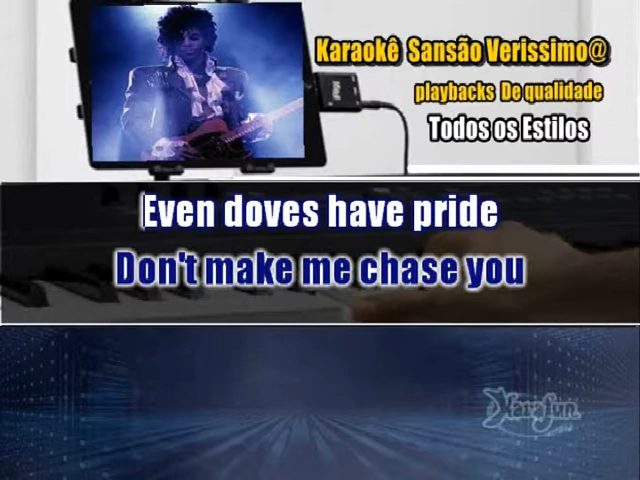 Karaokê Sansão Verissimo@
playbacks De qualidade
Todos os Estilos
Even doves have pride
Don't make me chase you
Karafun